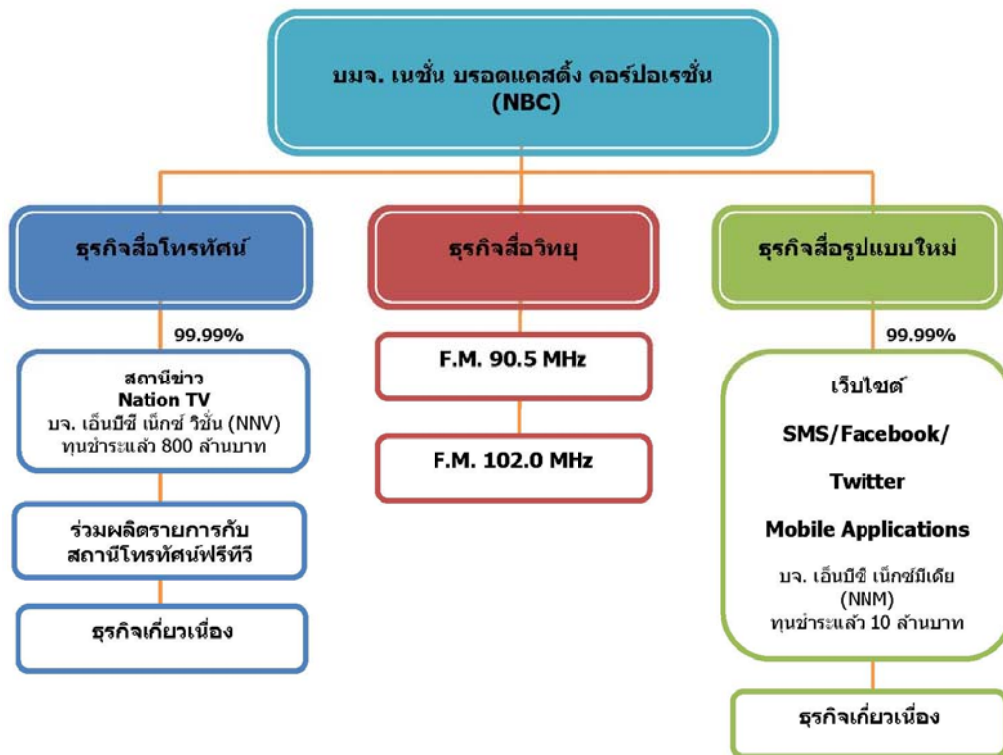 บมจ. เนชั่น บรอดแคสติ้ง คอร์ปอเรชั่น
(NBC)
ธุรกิจสื่อโทรทัศน์
ธุรกิจสื่อวิทยุ
ธุรกิจสื่อรูปแบบใหม่
99.99%
สถานีข่าว
Nation TV
บจ. เอ็นบีซี เน็กซ์ วิชั่น (NNV)
ทุนชำระแล้ว 800 ล้านบาท
ร่วมผลิตรายการกับ
สถานีโทรทัศน์ฟรีทีวี
ธุรกิจเกี่ยวเนื่อง
F.M. 90.5 MHz
F.M. 102.0 MHz
99.99%
เว็บไซต์
SMS/Facebook/
Twitter
Mobile Applications
บจ. เอ็นบีซี เน็กซ์มีเดีย
(NNM)
ทุนชำระแล้ว 10 ล้านบาท
ธุรกิจเกี่ยวเนื่อง